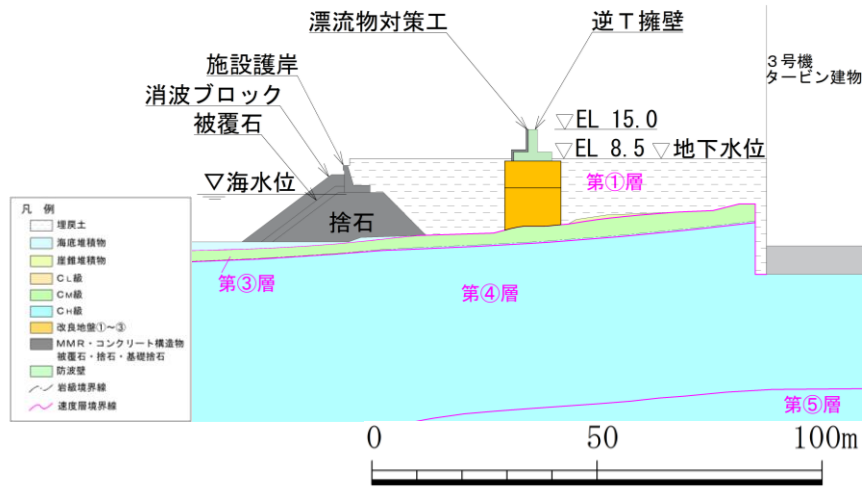 漂流物対策工
逆T擁壁
3号機
タービン建物
施設護岸
消波ブロック
被覆石
▽EL 15.0
▽EL 8.5 ▽地下水位
▽海水位
第①層
捨石
凡 例
埋戻土
海底堆積物
崖錐堆積物
CL級
CM級
CH級
改良地盤①~③
MMR・コンクリート構造物
被覆石・捨石・基礎捨石
防波壁
岩級境界線
速度層境界線
第③層
第④層
第⑤層
0 50 100m